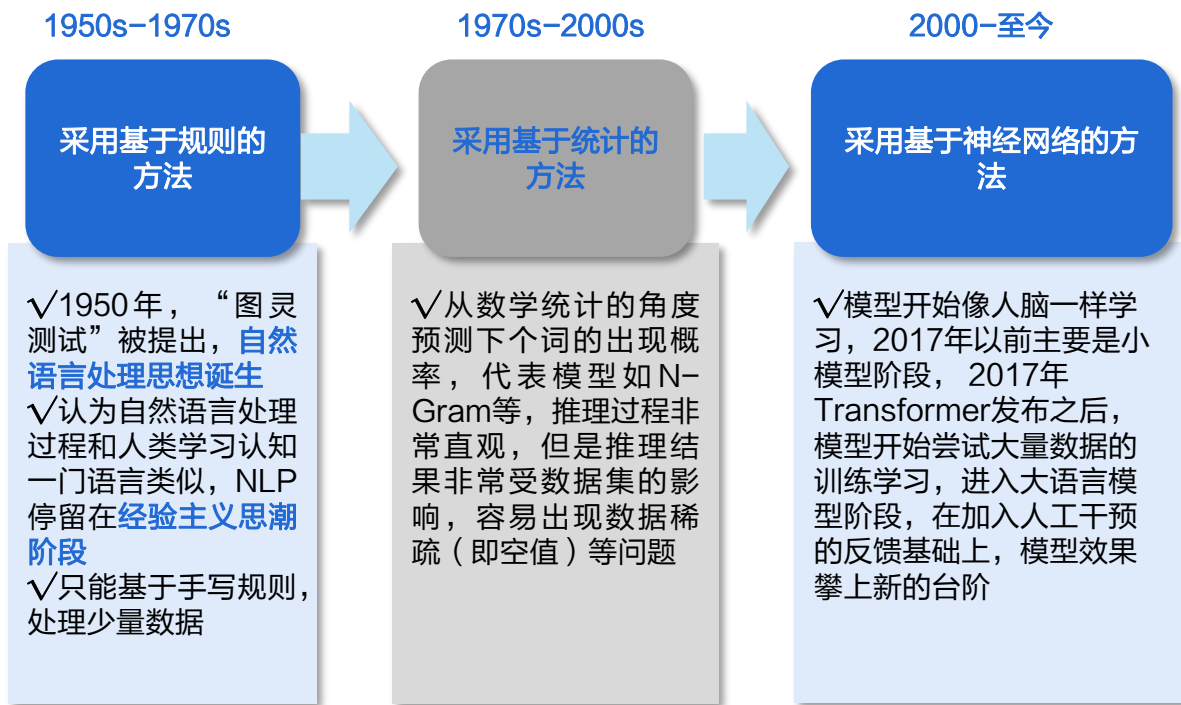 1950s-1970s
采用基于规则的
方法
√1950年，“图灵
测试”被提出，自然
语言处理思想诞生
√认为自然语言处理
过程和人类学习认知
一门语言类似，NLP
停留在经验主义思潮
阶段
√只能基于手写规则，
处理少量数据
1970s-2000s
采用基于统计的
方法
√从数学统计的角度
预测下个词的出现概
率，代表模型如N-
Gram等，推理过程非
常直观，但是推理结
果非常受数据集的影
响，容易出现数据稀
疏（即空值）等问题
2000-至今
采用基于神经网络的方
法
√模型开始像人脑一样学
习，2017年以前主要是小
模型阶段， 2017年
Transformer发布之后，
模型开始尝试大量数据的
训练学习，进入大语言模
型阶段，在加入人工干预
的反馈基础上，模型效果
攀上新的台阶